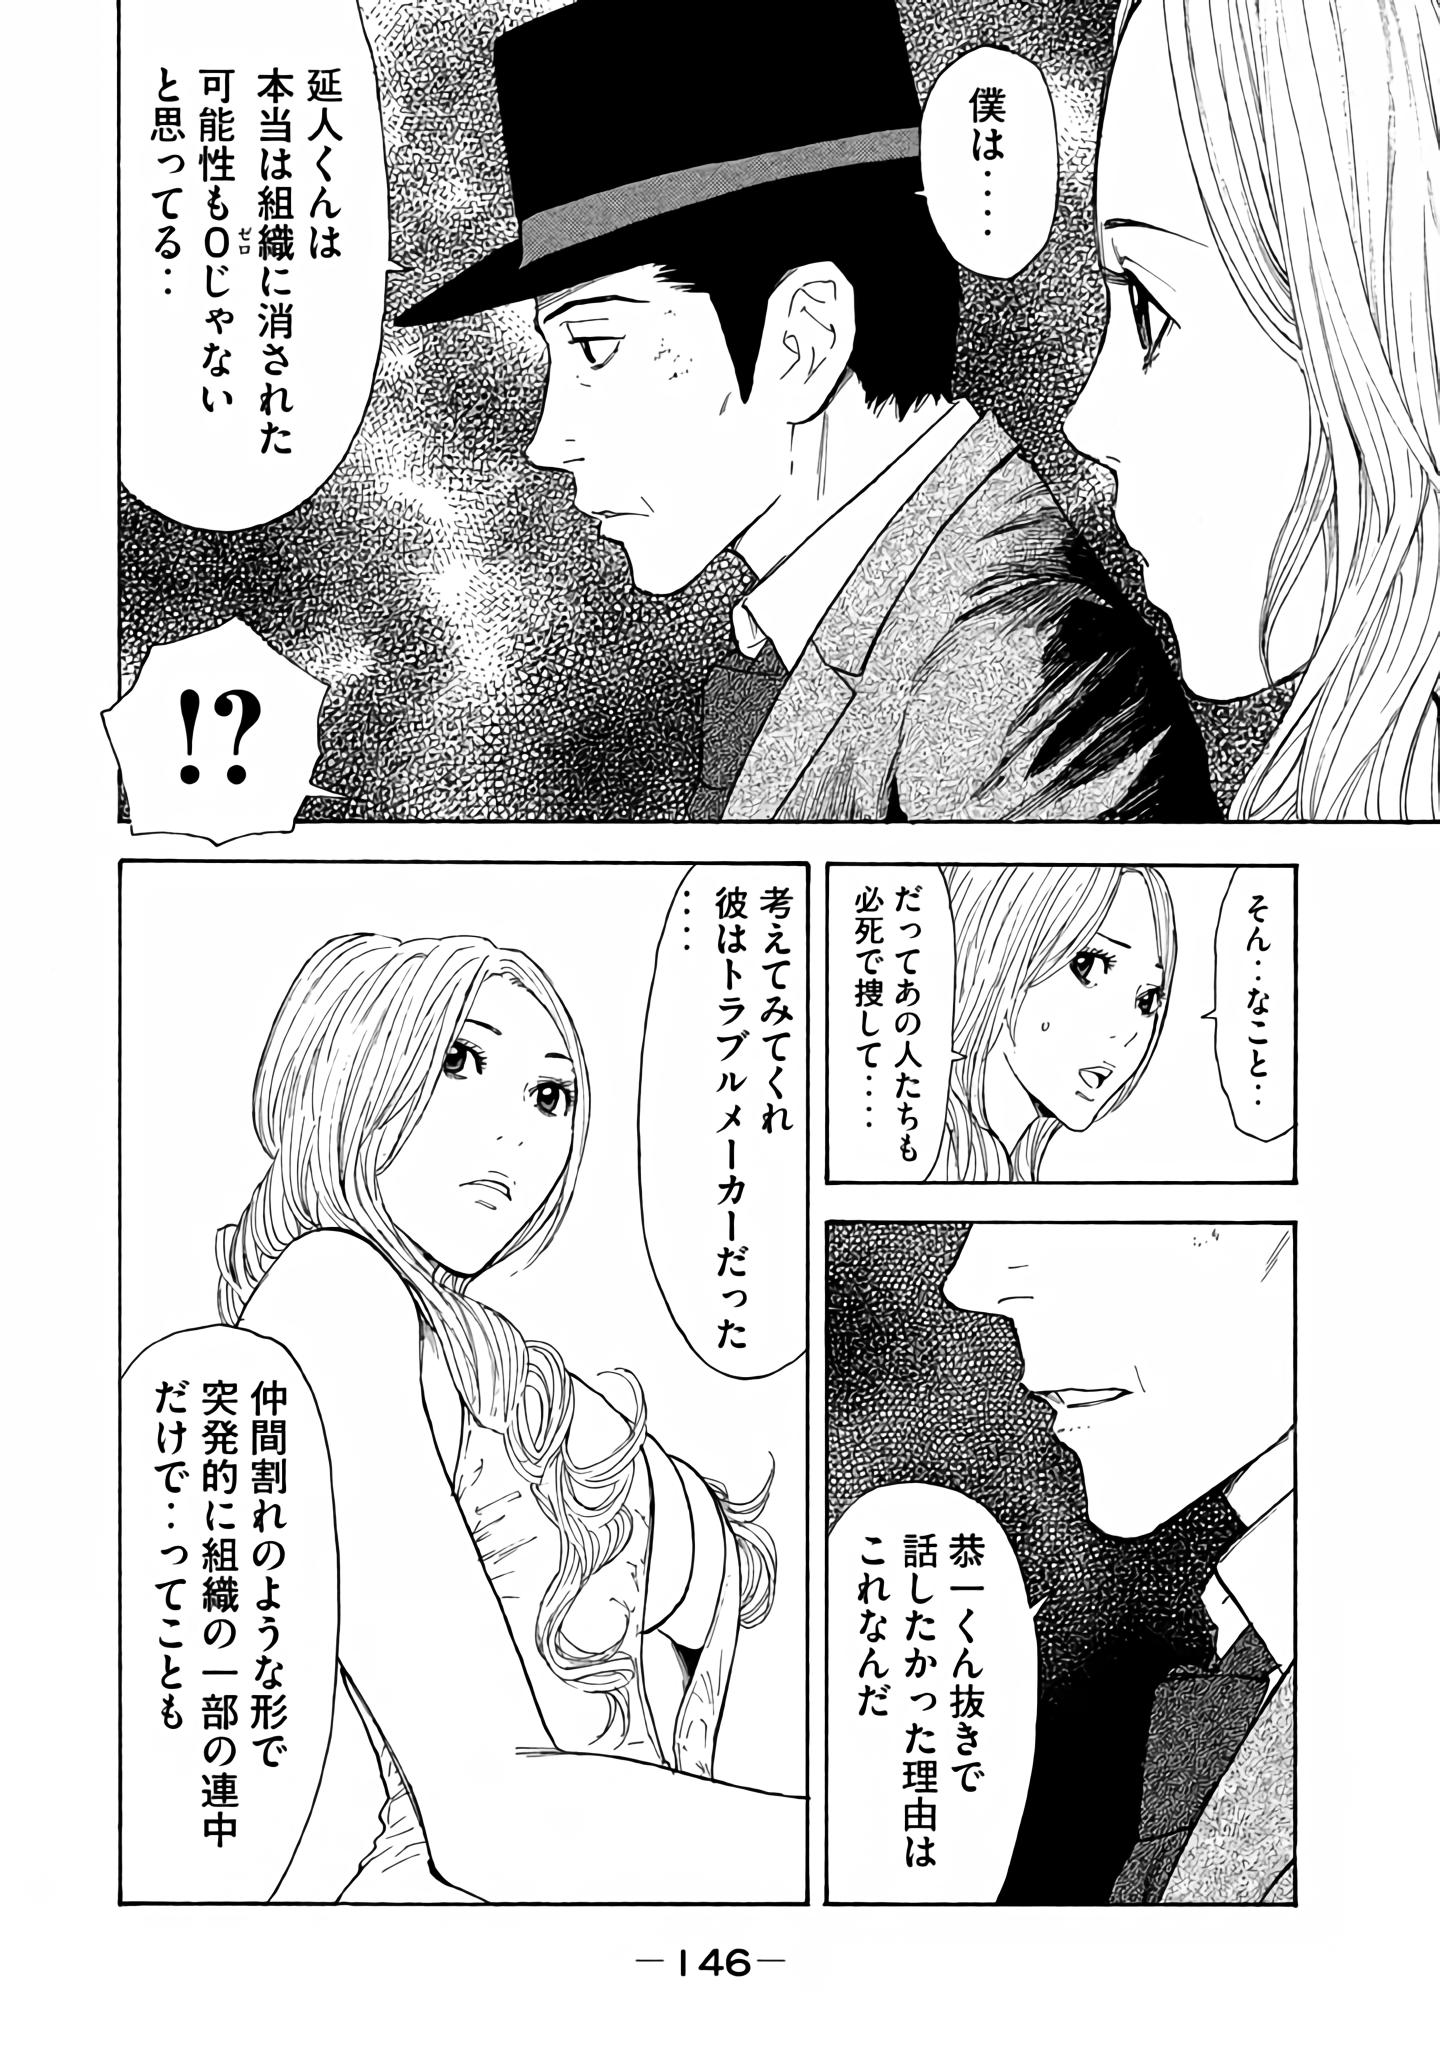 僕は‥‥
延人くんは
本当は組織に消された
可能性も０じゃない
ゼロ
と思ってる‥
!?
そん‥なこと‥
だってあの人たちも
必死で捜して‥‥
恭一くん抜きで
話したかった理由は
これなんだ
考えてみてくれ
彼はトラブルメーカーだった
‥‥
仲間割れのような形で
突発的に組織の一部の連中
だけで‥ってことも
—146—